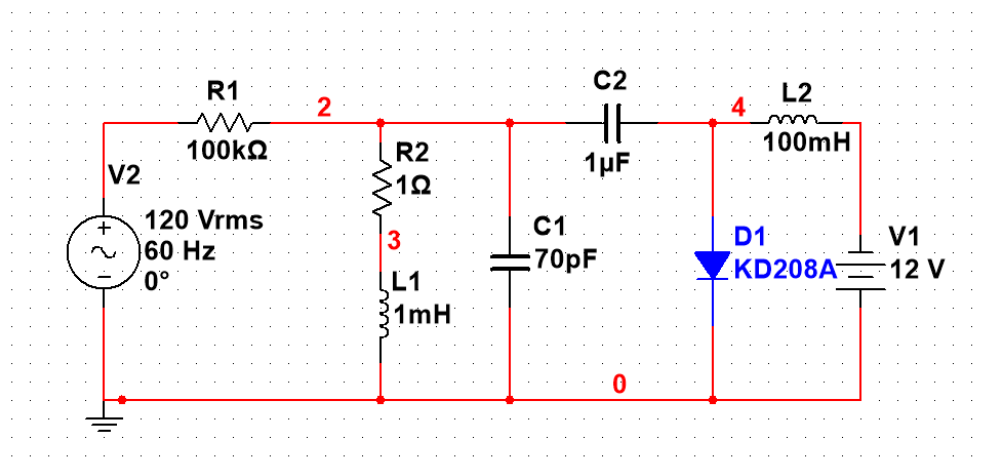 R1
100kΩ
2
C2
1µF
4
L2
100mH
V2
120 Vrms
60 Hz
0°
R2
1Ω
3
L1
1mH
C1
70pF
D1
KD208A
V1
12 V
0